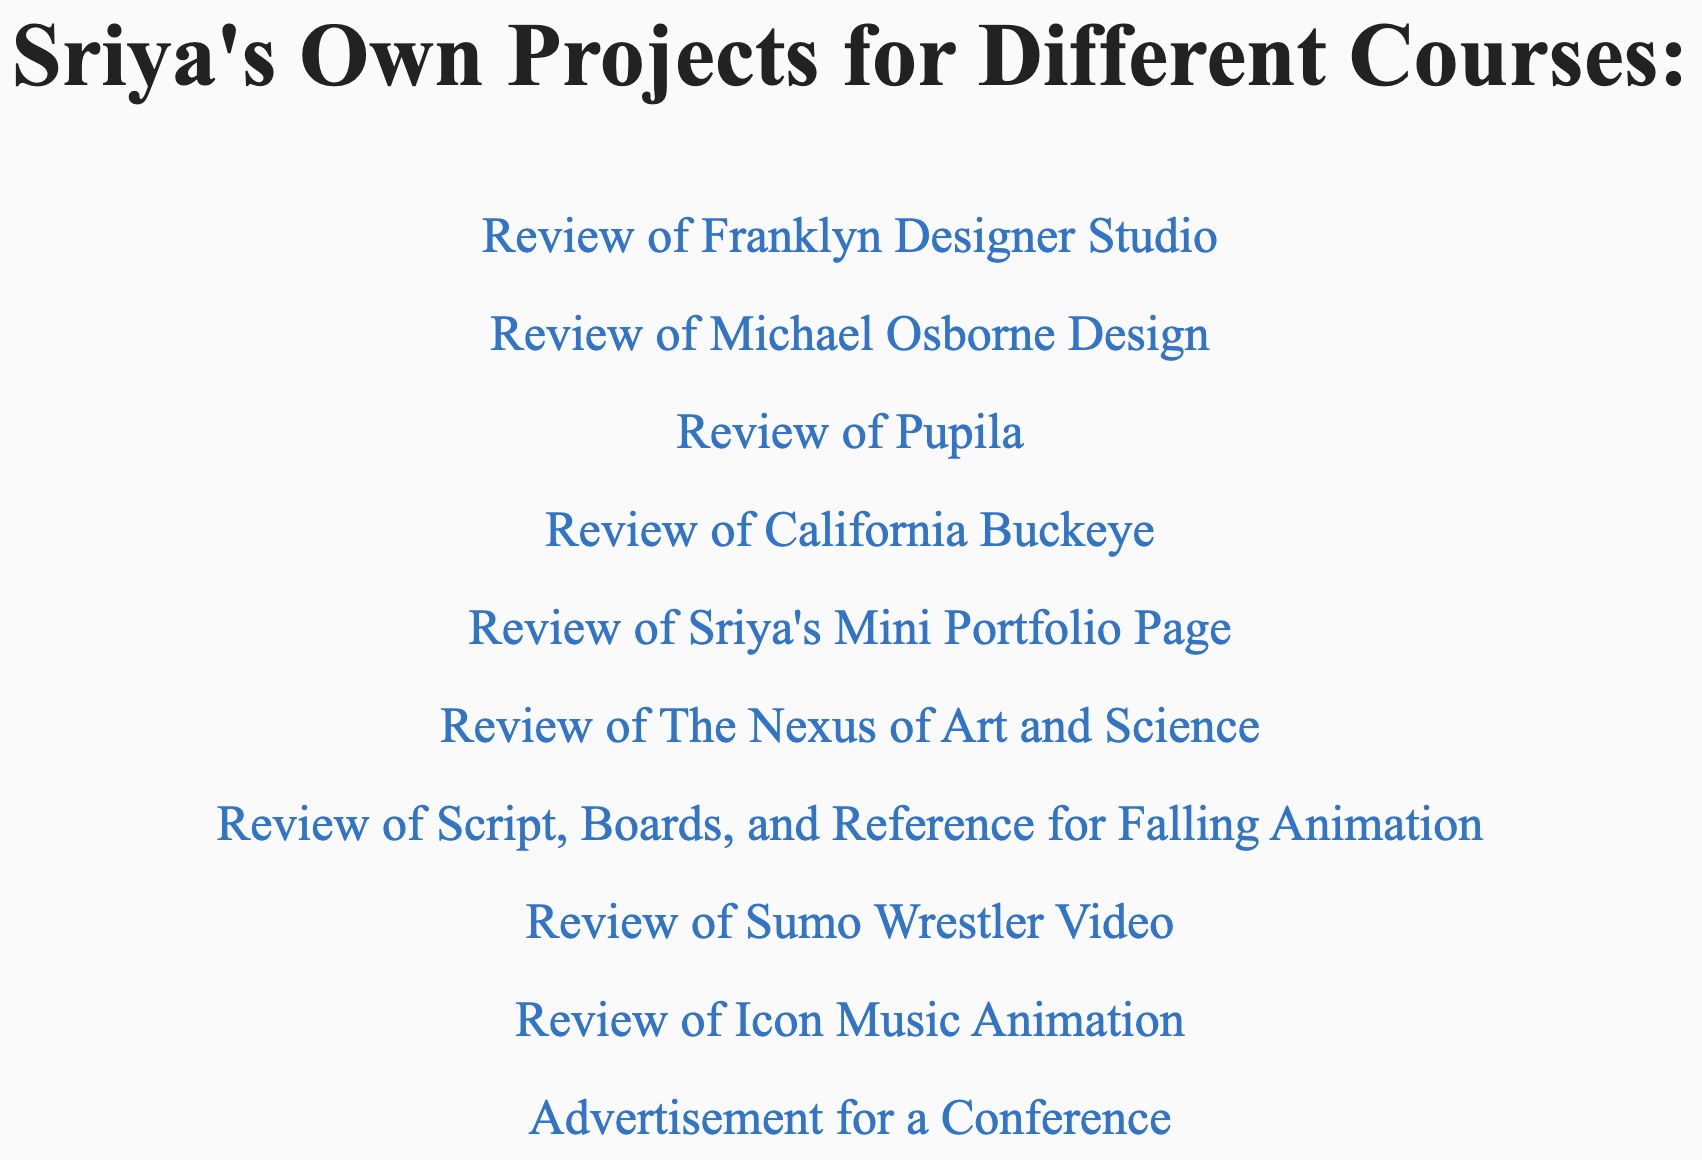 Sriya's Own Projects for Different Courses:
Review of Franklyn Designer Studio
Review of Michael Osborne Design
Review of Pupila
Review of California Buckeye
Review of Sriya's Mini Portfolio Page
Review of The Nexus of Art and Science
Review of Script, Boards, and Reference for Falling Animation
Review of Sumo Wrestler Video
Review of Icon Music Animation
Advertisement for a Conference